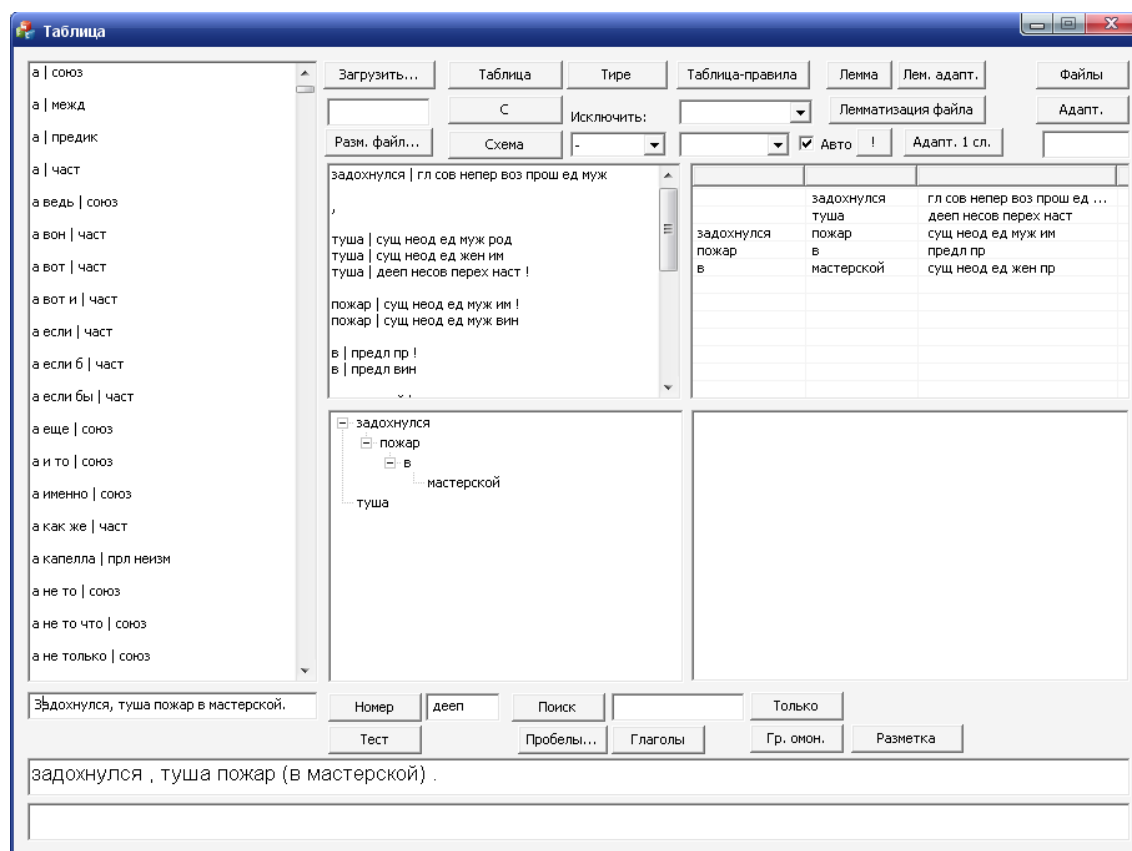 Таблица
а | союз
а | межд
а | предик
а | част
а ведь | союз
а вон | част
а вот | част
а вот и | част
а если | част
а если б | част
а если бы | част
а еще | союз
а и то | союз
а именно | союз
а как же | част
а капелла | прл неизм
а не то | союз
а не то что | союз
а не только | союз
Загрузить... Таблица Тире Таблица-правила Лемма Лем. адапт. Файлы
С Исключить: Лемматизация файла Адапт.
Разм. файл... Схема - Авто ! Адапт. 1 сл.
задохнулся | гл сов непер воз прош ед муж
,
туша | сущ неод ед муж род
туша | сущ неод ед жен им
туша | дееп несов перех наст !
пожар | сущ неод ед муж им !
пожар | сущ неод ед муж вин
в | предл пр !
в | предл вин
задохнулся гл сов непер воз прош ед ...
туша дееп несов перех наст
задохнулся пожар сущ неод ед муж им
пожар в предл пр
в мастерской сущ неод ед жен пр
задохнулся
пожар
в
мастерской
туша
Задохнулся, туша пожар в мастерской.
Номер дееп Поиск Только
Тест Пробелы... Глаголы Гр. омон. Разметка
задохнулся , туша пожар (в мастерской) .